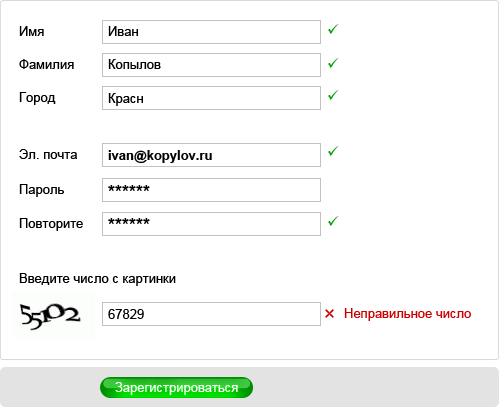 Имя Иван
Фамилия Копылов
Город Красн
Эл. почта ivan@kopylov.ru
Пароль ******
Повторите ******
Введите число с картинки
55102 67829 Неправильное число
Зарегистрироваться